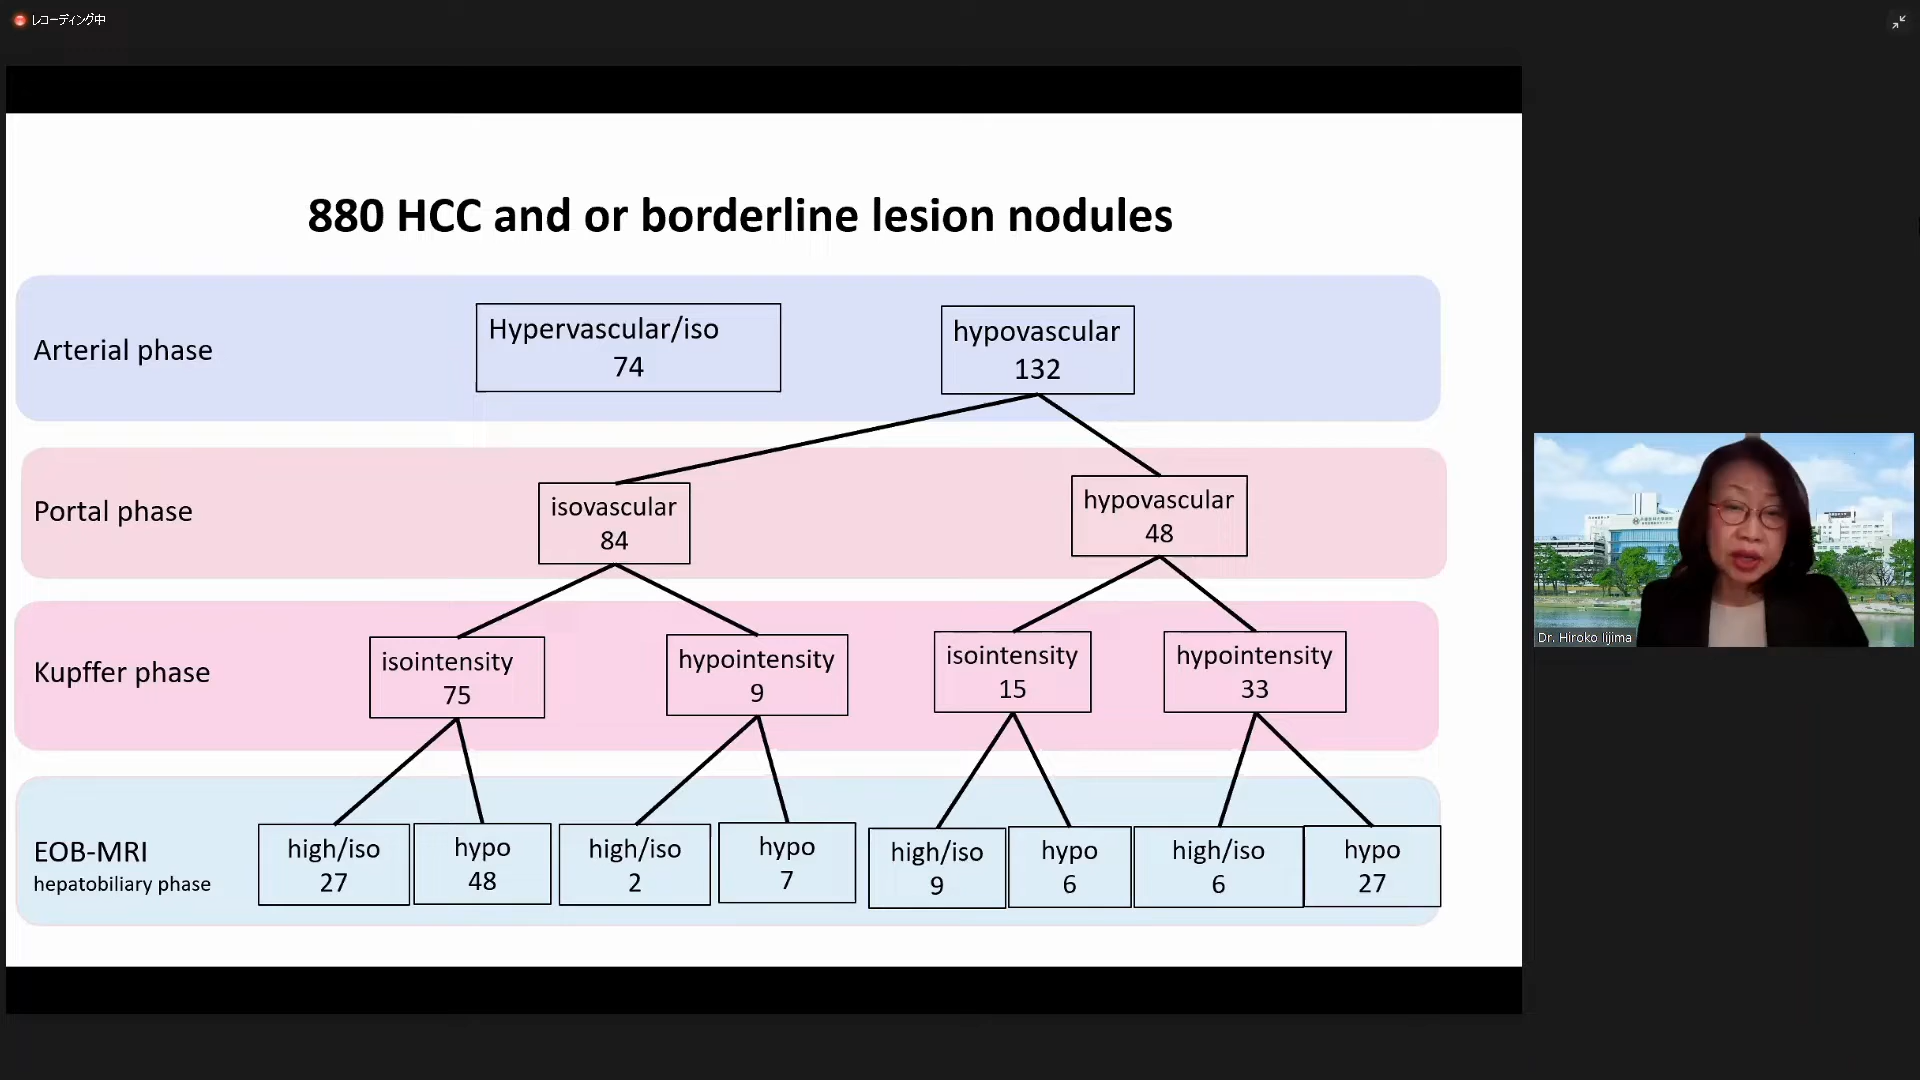 レコーディング中
880 HCC and or borderline lesion nodules
Arterial phase
Hypervascular/iso
74
hypovascular
132
Portal phase
isovascular
84
hypovascular
48
Kupffer phase
isointensity
75
hypointensity
9
isointensity
15
hypointensity
33
EOB-MRI
hepatobiliary phase
high/iso
27
hypo
48
high/iso
2
hypo
7
high/iso
9
hypo
6
high/iso
6
hypo
27
Dr. Hiroko Iijima